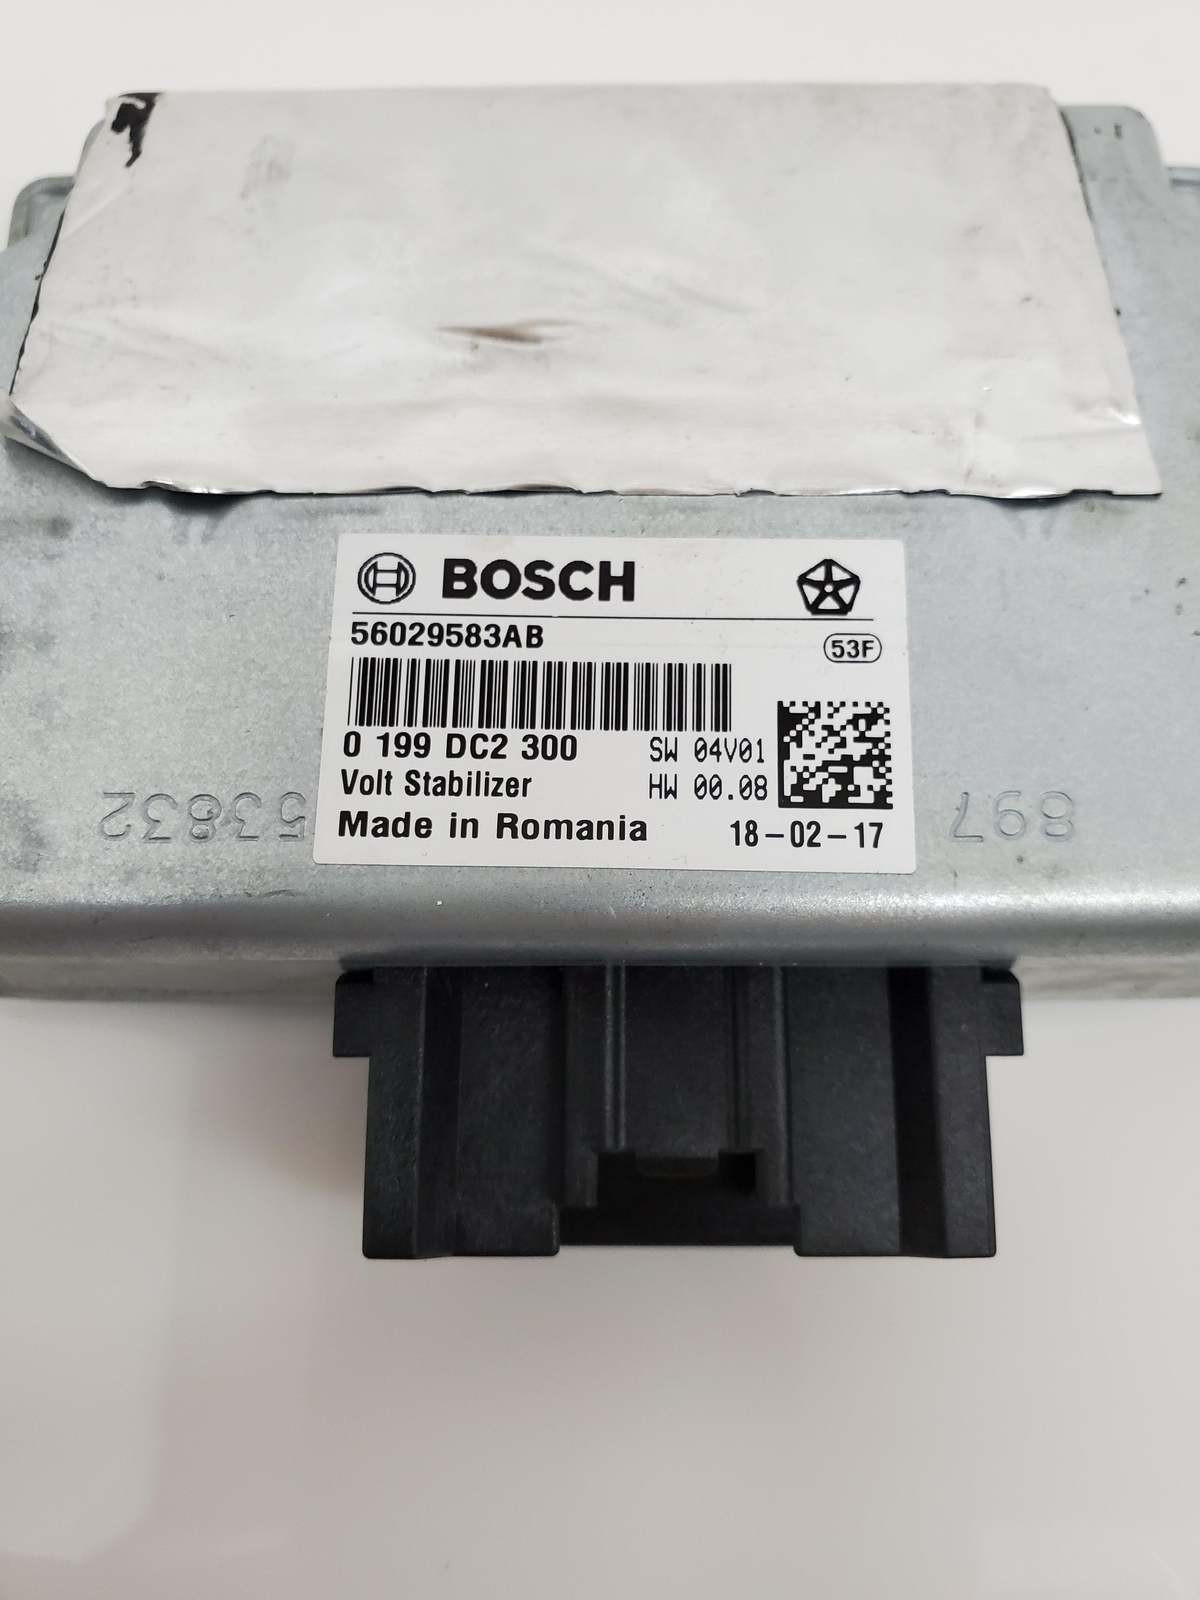 BOSCH
56029583AB
53F
0 199 DC2 300 SW 04V01
Volt Stabilizer HW 00.08
Made in Romania 18-02-17
53832
897